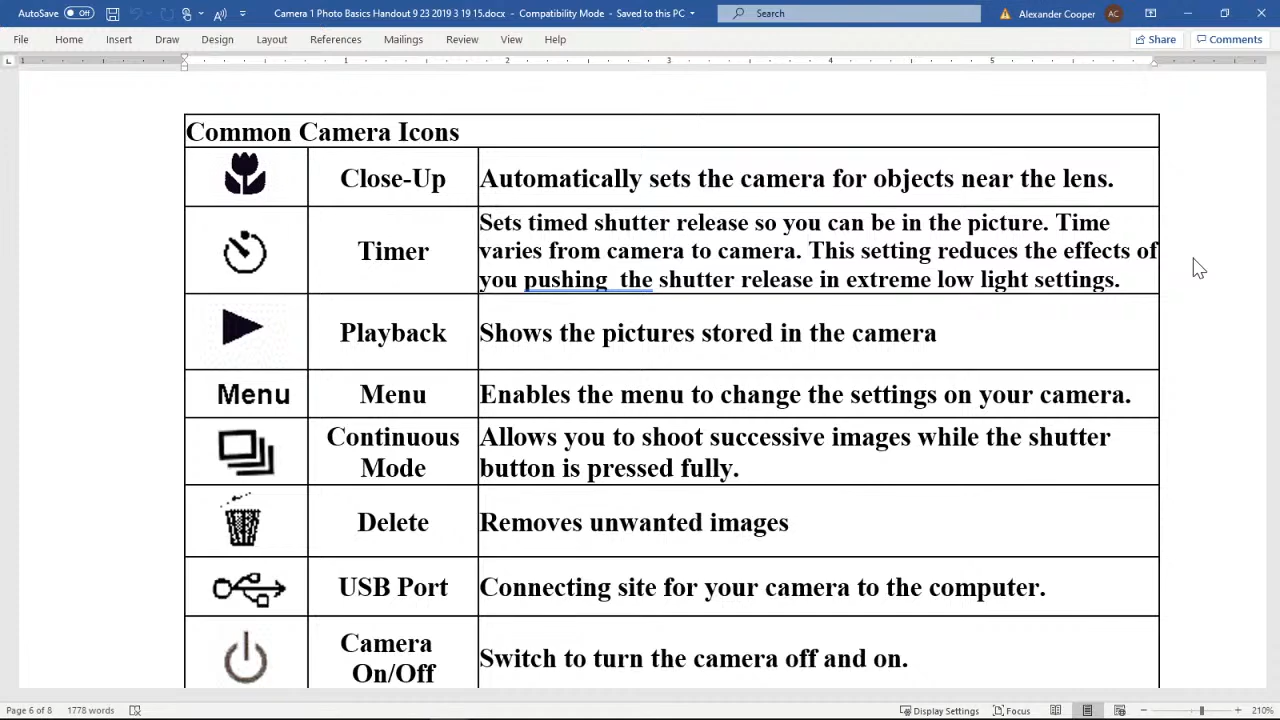 AutoSave Off Camera 1 Photo Basics Handout 9 23 2019 3 19 15.docx - Compatibility Mode - Saved to this PC Search Alexander Cooper AC
File Home Insert Draw Design Layout References Mailings Review View Help Share Comments
1 1 2 3 4 5
Common Camera Icons
Close-Up Automatically sets the camera for objects near the lens.
Timer
Sets timed shutter release so you can be in the picture. Time
varies from camera to camera. This setting reduces the effects of
you pushing  the shutter release in extreme low light settings.
Playback Shows the pictures stored in the camera
Menu Menu Enables the menu to change the settings on your camera.
Continuous
Mode
Allows you to shoot successive images while the shutter
button is pressed fully.
Delete Removes unwanted images
USB Port Connecting site for your camera to the computer.
Camera
On/Off
Switch to turn the camera off and on.
Page 6 of 8 1778 words Display Settings Focus 210%